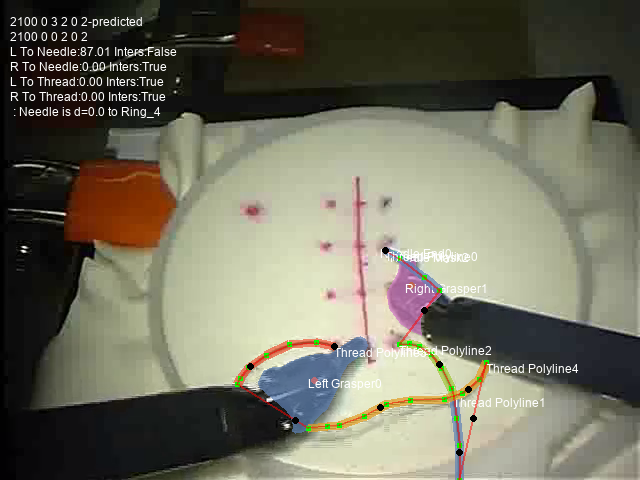 2100 0 3 2 0 2-predicted
2100 0 0 2 0 2
L To Needle:87.01 Inters:False
R To Needle:0.00 Inters:True
L To Thread:0.00 Inters:True
R To Thread:0.00 Inters:True
: Needle is d=0.0 to Ring_4
Right Grasper1
Thread Polyline2
Thread Polyline4
Left Grasper0
Thread Polyline1